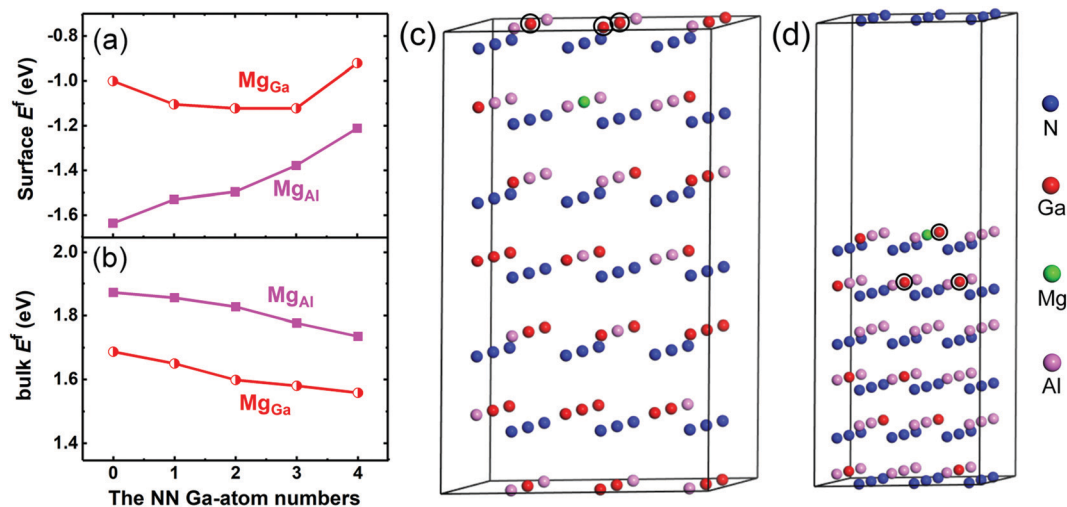 (a)
Surface E^f (eV)
-0.8
-1.0
-1.2
-1.4
-1.6
Mg_Ga
Mg_Al
(b)
bulk E^f (eV)
2.0
1.8
1.6
1.4
Mg_Al
Mg_Ga
0 1 2 3 4
The NN Ga-atom numbers
(c)
(d)
N
Ga
Mg
Al